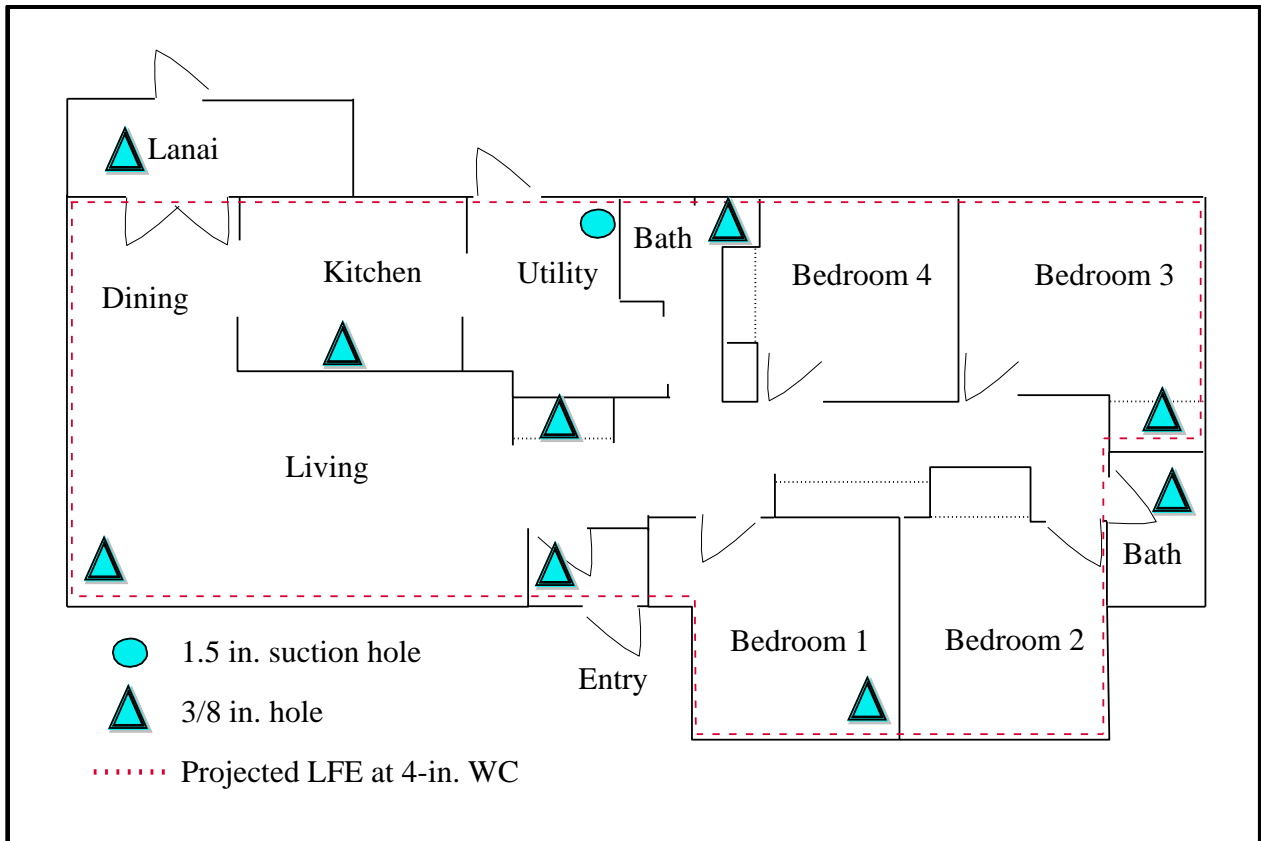 Lanai
Bath
Kitchen
Utility
Bedroom 4
Bedroom 3
Dining
Living
Bath
Bedroom 1
Bedroom 2
Entry
1.5 in. suction hole
3/8 in. hole
Projected LFE at 4-in. WC